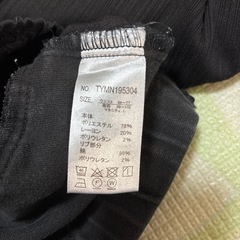 NO. TYMN195304
SIZE
本体
ポリエステル 78%
レーヨン 20%
ポリウレタン 2%
リブ部分
綿 98%
ポリウレタン 2%